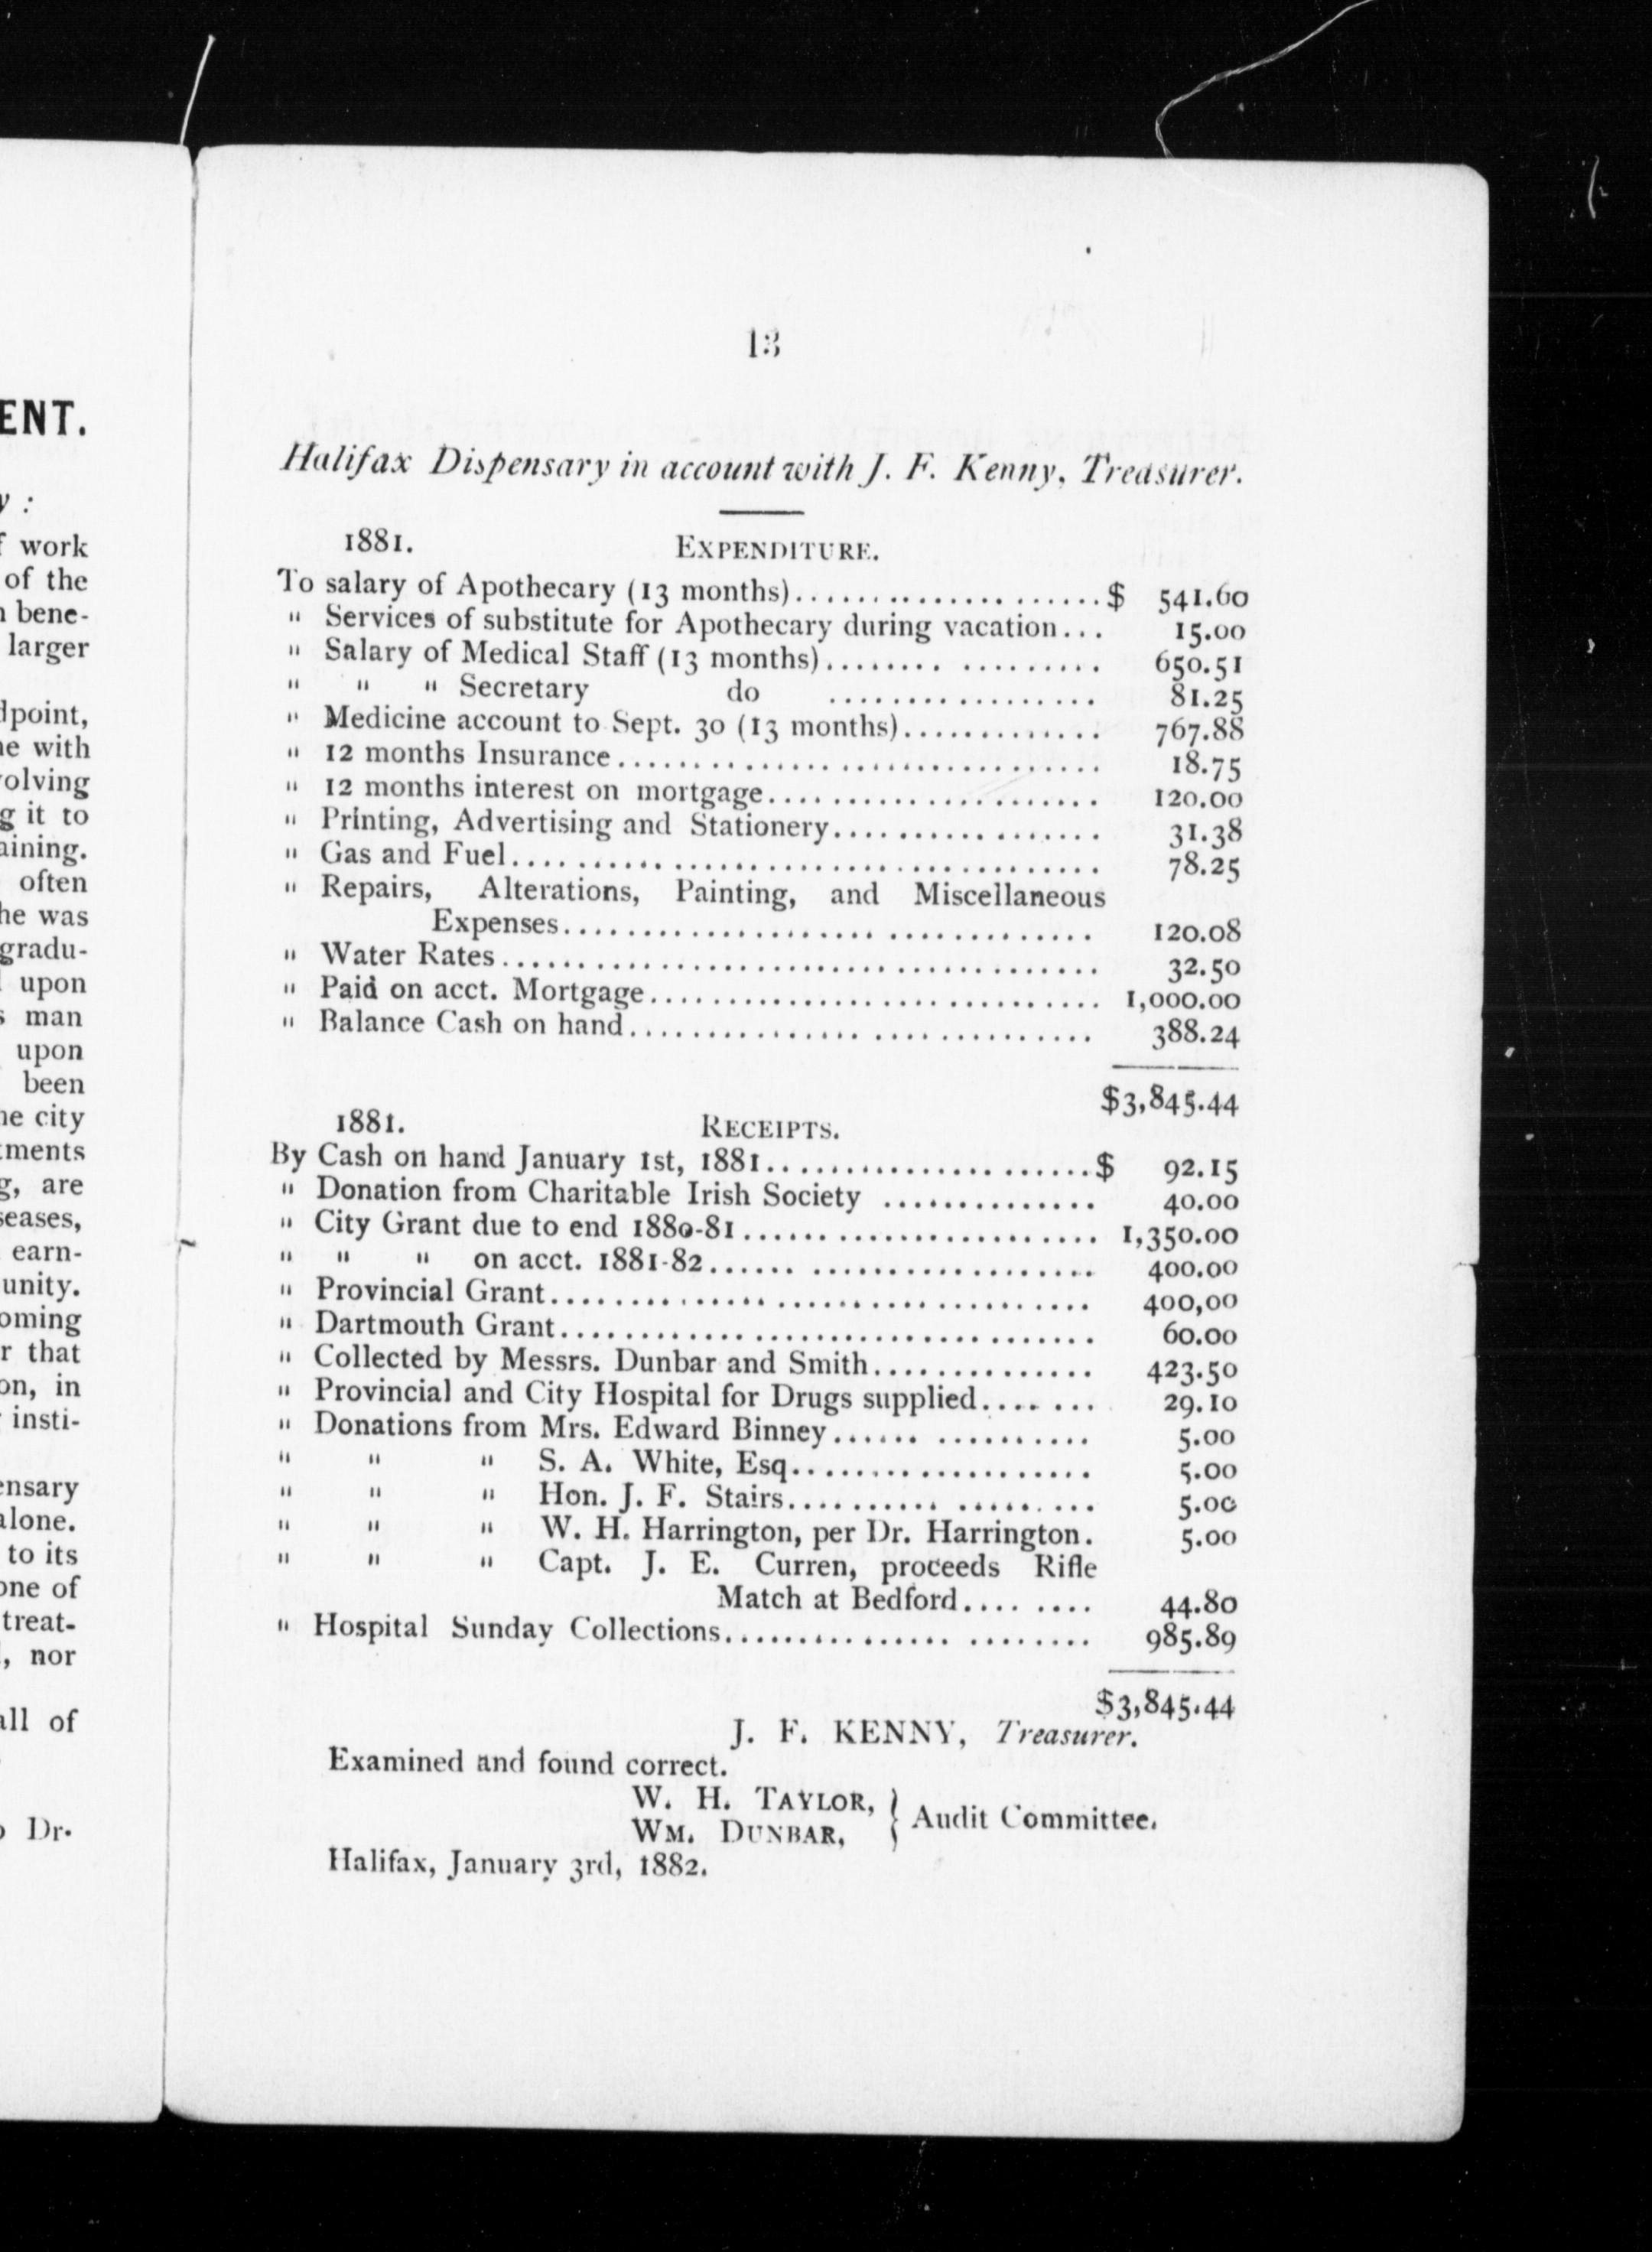 ENT.
y :
f work
of the
n bene-
larger
dpoint,
ne with
volving
g it to
aining.
often
he was
gradu-
upon
s man
upon
been
ne city
tments
g, are
seases,
earn-
unity.
oming
r that
on, in
insti-
ensary
alone.
to its
one of
treat-
, nor
all of
o Dr.
13
Halifax Dispensary in account with J. F. Kenny, Treasurer.
1881. EXPENDITURE.
To salary of Apothecary (13 months)........................$ 541.60
" Services of substitute for Apothecary during vacation... 15.00
" Salary of Medical Staff (13 months)........ ......... 650.51
" " " Secretary do ................. 81.25
" Medicine account to Sept. 30 (13 months)............. 767.88
" 12 months Insurance................................ 18.75
" 12 months interest on mortgage...................... 120.00
" Printing, Advertising and Stationery................. 31.38
" Gas and Fuel....................................... 78.25
" Repairs, Alterations, Painting, and Miscellaneous
Expenses.................... ............. 120.08
" Water Rates....................................... 32.50
" Paid on acct. Mortgage............................. 1,000.00
" Balance Cash on hand............... .............. 388.24
$3,845.44
1881. RECEIPTS.
By Cash on hand January 1st, 1881.......................$ 92.15
" Donation from Charitable Irish Society .............. 40.00
" City Grant due to end 1880-81........................ 1,350.00
" " " on acct. 1881-82...... .................. 400.00
" Provincial Grant.............. .................... 400,00
" Dartmouth Grant................................... 60.00
" Collected by Messrs. Dunbar and Smith.............. 423.50
" Provincial and City Hospital for Drugs supplied.... ... 29.10
" Donations from Mrs. Edward Binney...... .......... 5.00
" " " S. A. White, Esq.................... 5.00
" " " Hon. J. F. Stairs.......... ..... ... 5.00
" " " W. H. Harrington, per Dr. Harrington. 5.00
" " " Capt. J. E. Curren, proceeds Rifle
Match at Bedford.... .... 44.80
" Hospital Sunday Collections............... ........ 985.89
$3,845.44
J. F. KENNY, Treasurer.
Examined and found correct.
W. H. TAYLOR, } Audit Committee.
WM. DUNBAR,
Halifax, January 3rd, 1882.